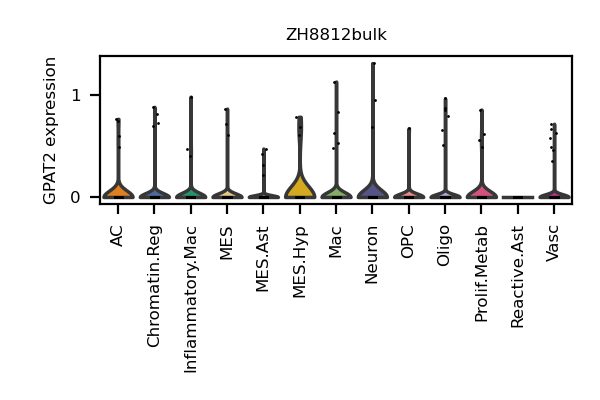 ZH8812bulk
GPAT2 expression
1
0
AC
Chromatin.Reg
Inflammatory.Mac
MES
MES.Ast
MES.Hyp
Mac
Neuron
OPC
Oligo
Prolif.Metab
Reactive.Ast
Vasc